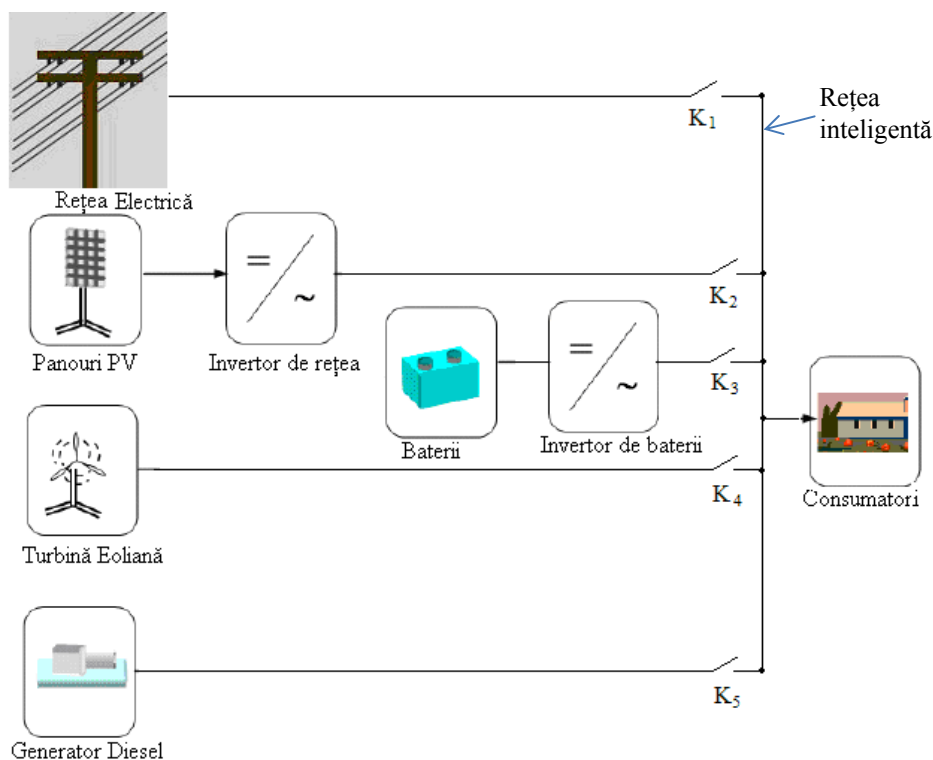 K1
Rețea
inteligentă
Rețea Electrică
=
~
K2
Panouri PV
Invertor de rețea
=
~
K3
Baterii
Invertor de baterii
K4
Consumatori
Turbină Eoliană
K5
Generator Diesel